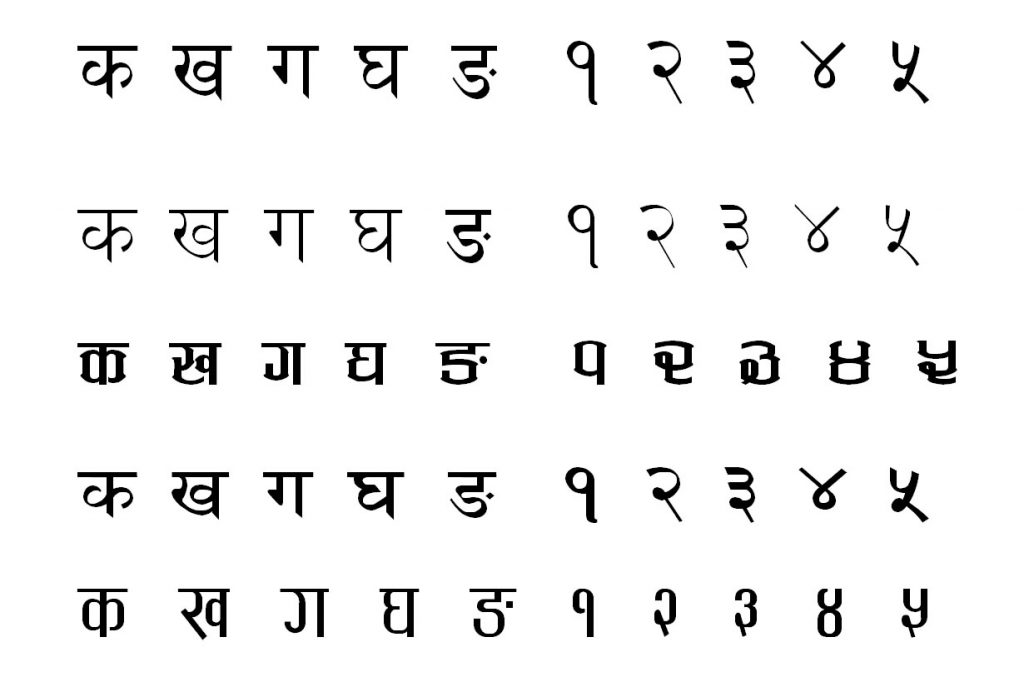 क ख ग घ ङ १ २ ३ ४ ५
क ख ग घ ङ १ २ ३ ४ ५
क ख ग घ ङ १ २ ३ ४ ५
क ख ग घ ङ १ २ ३ ४ ५
क ख ग घ ङ १ २ ३ ४ ५